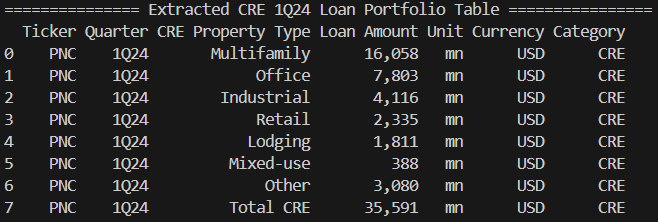 =============== Extracted CRE 1Q24 Loan Portfolio Table ================
Ticker Quarter CRE Property Type Loan Amount Unit Currency Category
0 PNC 1Q24 Multifamily 16,058 mn USD CRE
1 PNC 1Q24 Office 7,803 mn USD CRE
2 PNC 1Q24 Industrial 4,116 mn USD CRE
3 PNC 1Q24 Retail 2,335 mn USD CRE
4 PNC 1Q24 Lodging 1,811 mn USD CRE
5 PNC 1Q24 Mixed-use 388 mn USD CRE
6 PNC 1Q24 Other 3,080 mn USD CRE
7 PNC 1Q24 Total CRE 35,591 mn USD CRE